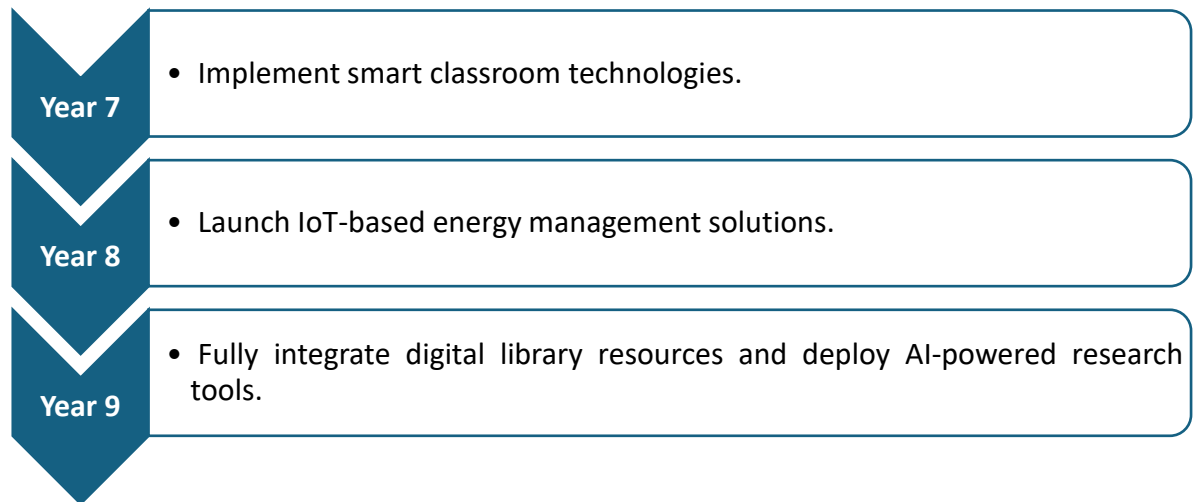 Year 7
• Implement smart classroom technologies.
Year 8
• Launch IoT-based energy management solutions.
Year 9
• Fully integrate digital library resources and deploy AI-powered research
tools.